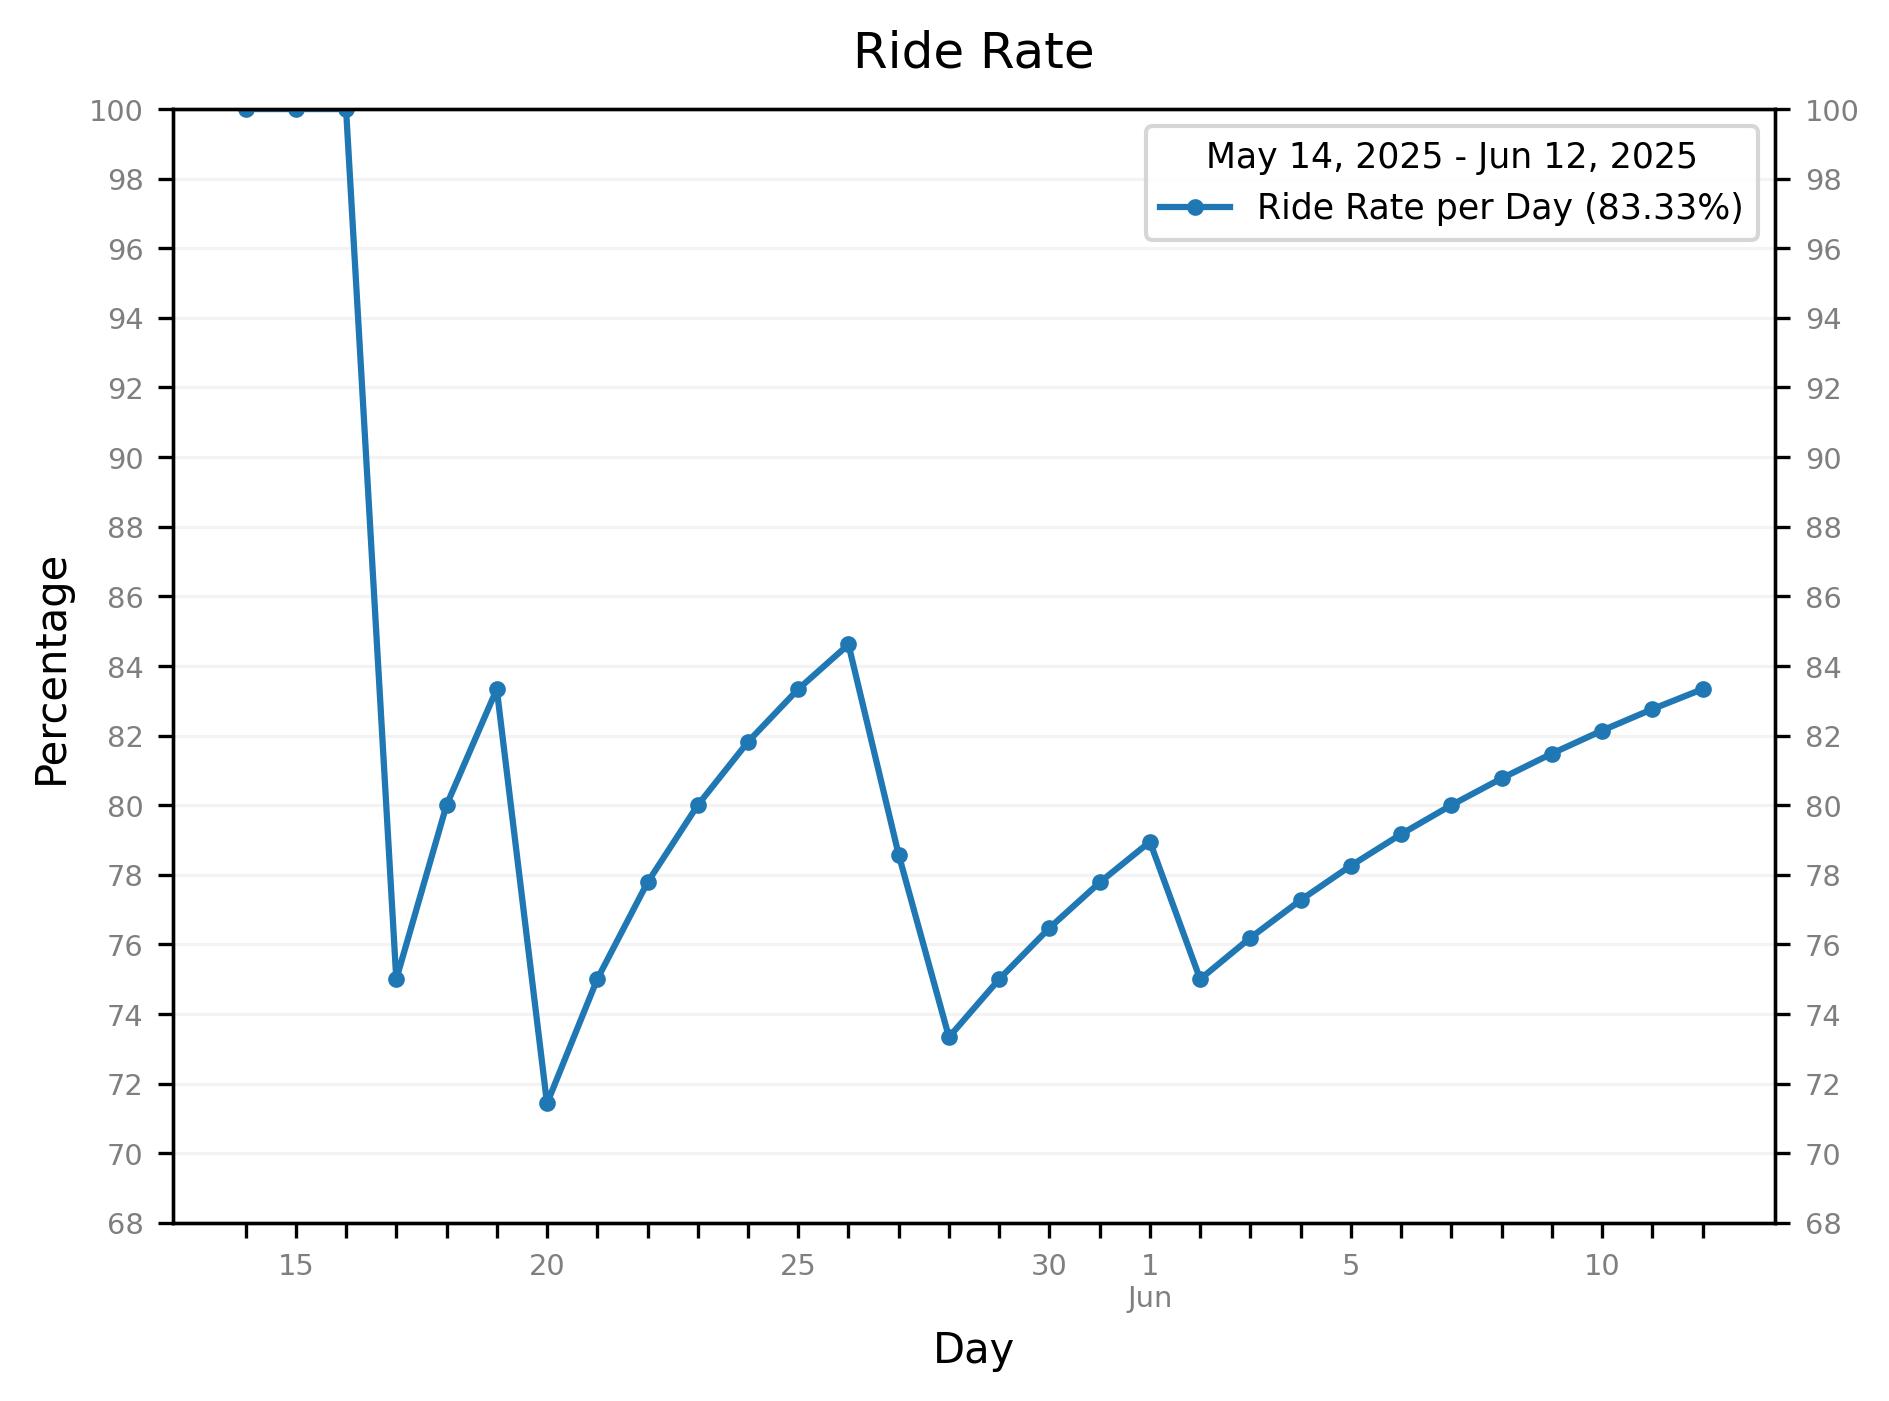 Ride Rate
May 14, 2025 - Jun 12, 2025
Ride Rate per Day (83.33%)
Percentage
100 100
98 98
96 96
94 94
92 92
90 90
88 88
86 86
84 84
82 82
80 80
78 78
76 76
74 74
72 72
70 70
68 68
15 20 25 30 1 5 10
Jun
Day